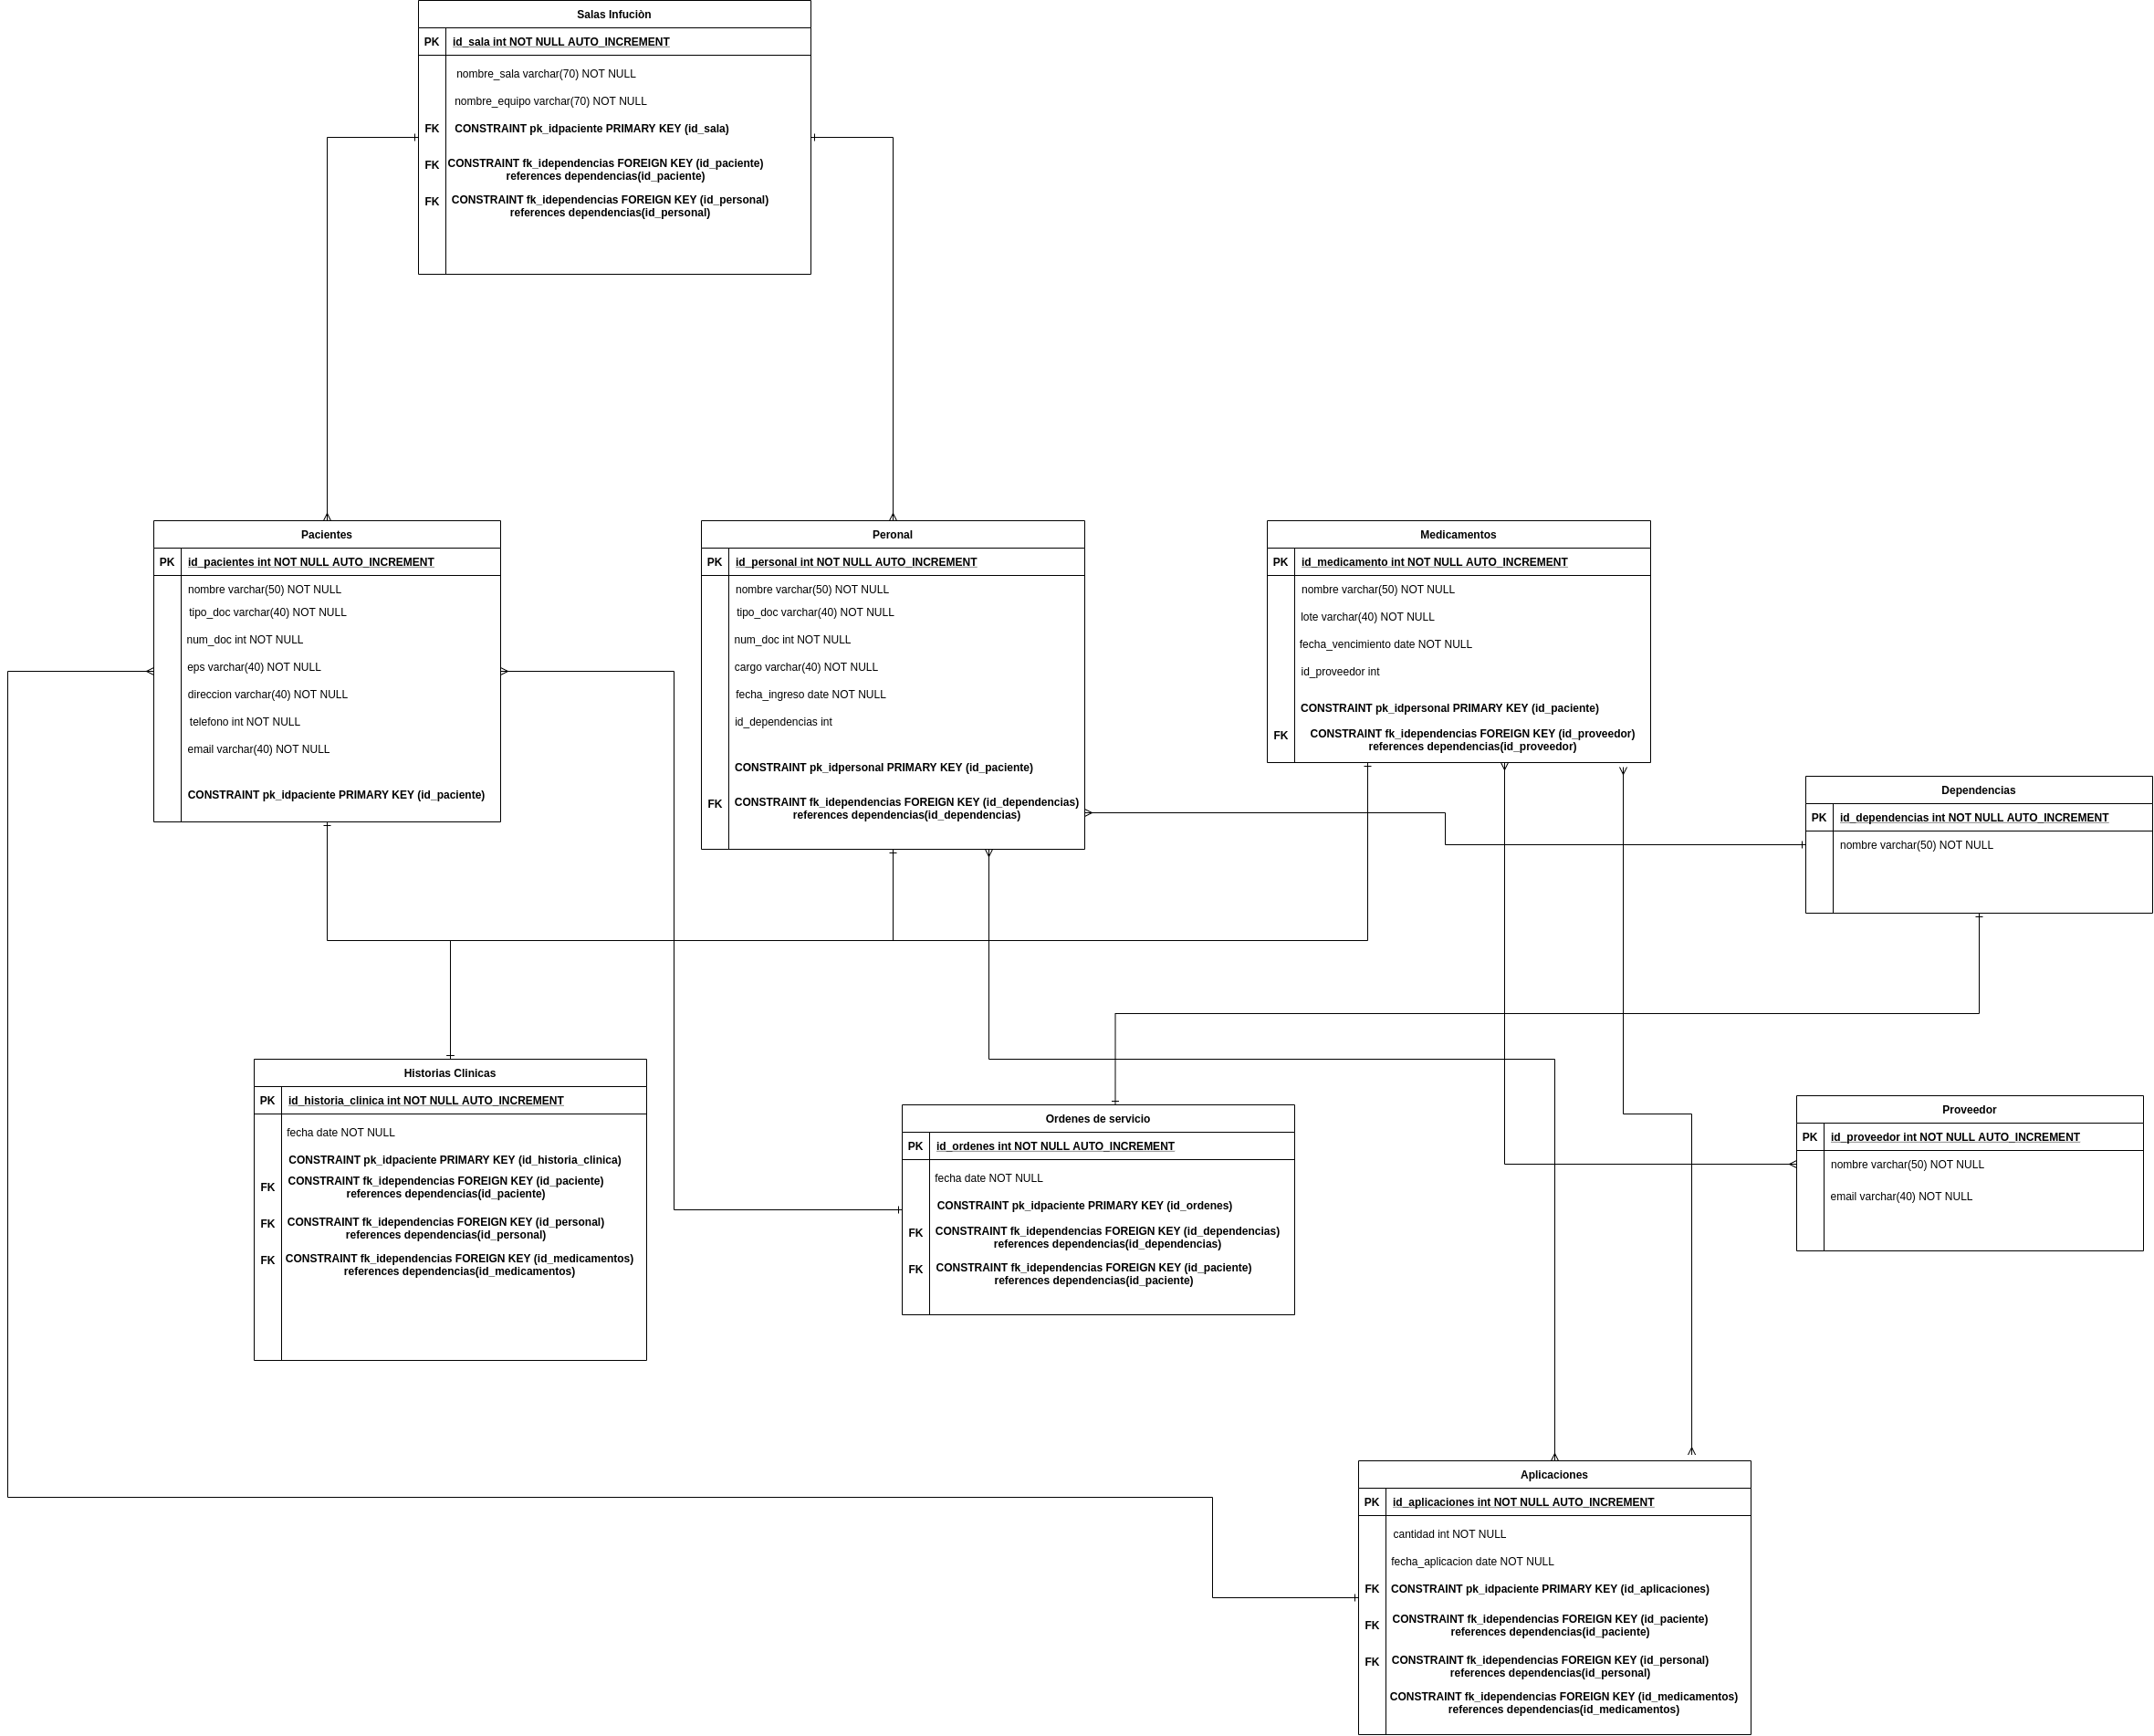 Salas Infuciòn
PK id_sala int NOT NULL AUTO_INCREMENT
nombre_sala varchar(70) NOT NULL
nombre_equipo varchar(70) NOT NULL
FK CONSTRAINT pk_idpaciente PRIMARY KEY (id_sala)
FK CONSTRAINT fk_idependencias FOREIGN KEY (id_paciente)
references dependencias(id_paciente)
FK CONSTRAINT fk_idependencias FOREIGN KEY (id_personal)
references dependencias(id_personal)
Pacientes
PK id_pacientes int NOT NULL AUTO_INCREMENT
nombre varchar(50) NOT NULL
tipo_doc varchar(40) NOT NULL
num_doc int NOT NULL
eps varchar(40) NOT NULL
direccion varchar(40) NOT NULL
telefono int NOT NULL
email varchar(40) NOT NULL
CONSTRAINT pk_idpaciente PRIMARY KEY (id_paciente)
Peronal
PK id_personal int NOT NULL AUTO_INCREMENT
nombre varchar(50) NOT NULL
tipo_doc varchar(40) NOT NULL
num_doc int NOT NULL
cargo varchar(40) NOT NULL
fecha_ingreso date NOT NULL
id_dependencias int
CONSTRAINT pk_idpersonal PRIMARY KEY (id_paciente)
FK CONSTRAINT fk_idependencias FOREIGN KEY (id_dependencias)
references dependencias(id_dependencias)
Medicamentos
PK id_medicamento int NOT NULL AUTO_INCREMENT
nombre varchar(50) NOT NULL
lote varchar(40) NOT NULL
fecha_vencimiento date NOT NULL
id_proveedor int
CONSTRAINT pk_idpersonal PRIMARY KEY (id_paciente)
FK CONSTRAINT fk_idependencias FOREIGN KEY (id_proveedor)
references dependencias(id_proveedor)
Dependencias
PK id_dependencias int NOT NULL AUTO_INCREMENT
nombre varchar(50) NOT NULL
Historias Clinicas
PK id_historia_clinica int NOT NULL AUTO_INCREMENT
fecha date NOT NULL
CONSTRAINT pk_idpaciente PRIMARY KEY (id_historia_clinica)
FK CONSTRAINT fk_idependencias FOREIGN KEY (id_paciente)
references dependencias(id_paciente)
FK CONSTRAINT fk_idependencias FOREIGN KEY (id_personal)
references dependencias(id_personal)
FK CONSTRAINT fk_idependencias FOREIGN KEY (id_medicamentos)
references dependencias(id_medicamentos)
Ordenes de servicio
PK id_ordenes int NOT NULL AUTO_INCREMENT
fecha date NOT NULL
CONSTRAINT pk_idpaciente PRIMARY KEY (id_ordenes)
FK CONSTRAINT fk_idependencias FOREIGN KEY (id_dependencias)
references dependencias(id_dependencias)
FK CONSTRAINT fk_idependencias FOREIGN KEY (id_paciente)
references dependencias(id_paciente)
Proveedor
PK id_proveedor int NOT NULL AUTO_INCREMENT
nombre varchar(50) NOT NULL
email varchar(40) NOT NULL
Aplicaciones
PK id_aplicaciones int NOT NULL AUTO_INCREMENT
cantidad int NOT NULL
fecha_aplicacion date NOT NULL
FK CONSTRAINT pk_idpaciente PRIMARY KEY (id_aplicaciones)
FK CONSTRAINT fk_idependencias FOREIGN KEY (id_paciente)
references dependencias(id_paciente)
FK CONSTRAINT fk_idependencias FOREIGN KEY (id_personal)
references dependencias(id_personal)
CONSTRAINT fk_idependencias FOREIGN KEY (id_medicamentos)
references dependencias(id_medicamentos)